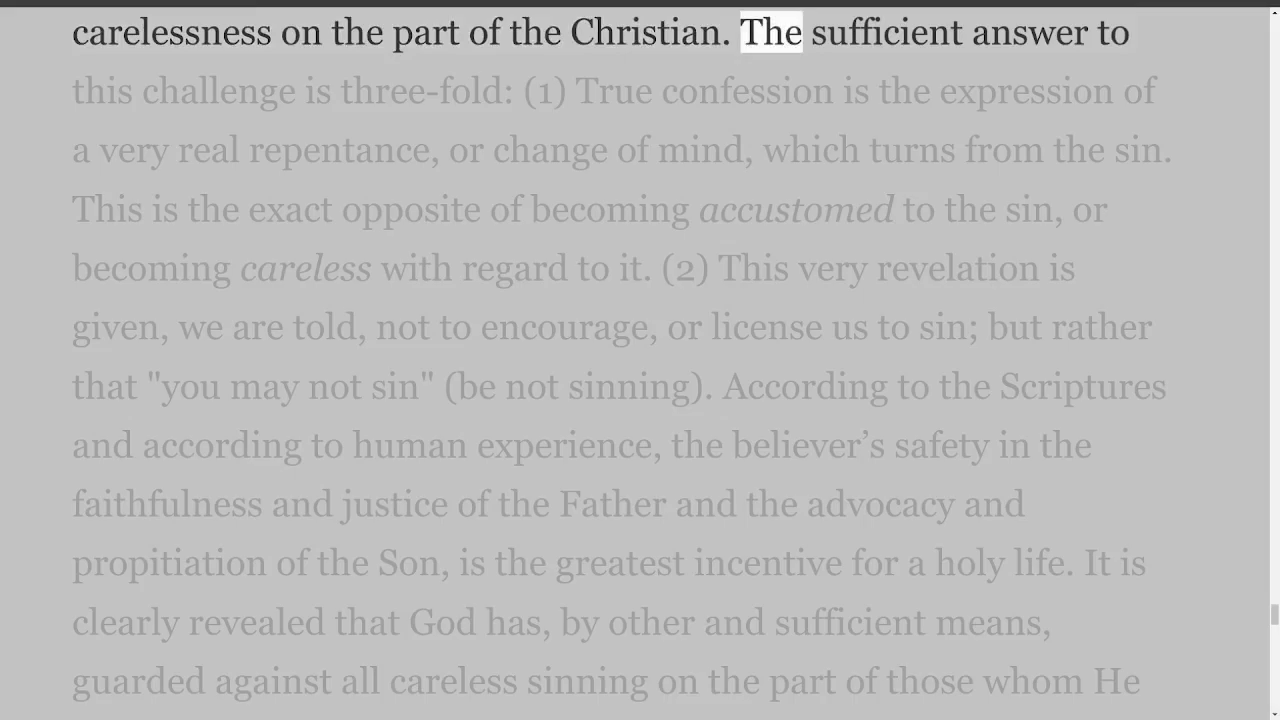 carelessness on the part of the Christian. The sufficient answer to
this challenge is three-fold: (1) True confession is the expression of
a very real repentance, or change of mind, which turns from the sin.
This is the exact opposite of becoming accustomed to the sin, or
becoming careless with regard to it. (2) This very revelation is
given, we are told, not to encourage, or license us to sin; but rather
that "you may not sin" (be not sinning). According to the Scriptures
and according to human experience, the believer’s safety in the
faithfulness and justice of the Father and the advocacy and
propitiation of the Son, is the greatest incentive for a holy life. It is
clearly revealed that God has, by other and sufficient means,
guarded against all careless sinning on the part of those whom He